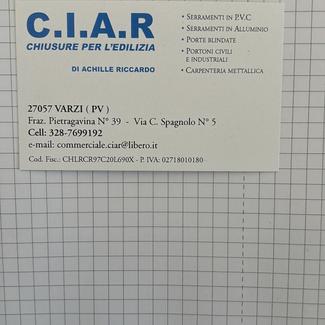 C.I.A.R
CHIUSURE PER L'EDILIZIA
DI ACHILLE RICCARDO
• SERRAMENTI IN P.V.C
• SERRAMENTI IN ALLUMINIO
• PORTE BLINDATE
• PORTONI CIVILI
E INDUSTRIALI
• CARPENTERIA METTALLICA
27057 VARZI ( PV )
Fraz. Pietragavina N° 39 - Via C. Spagnolo N° 5
Cell: 328-7699192
e-mail: commerciale.ciar@libero.it
Cod. Fisc.: CHLRCR97C20L690X - P. IVA: 02718010180